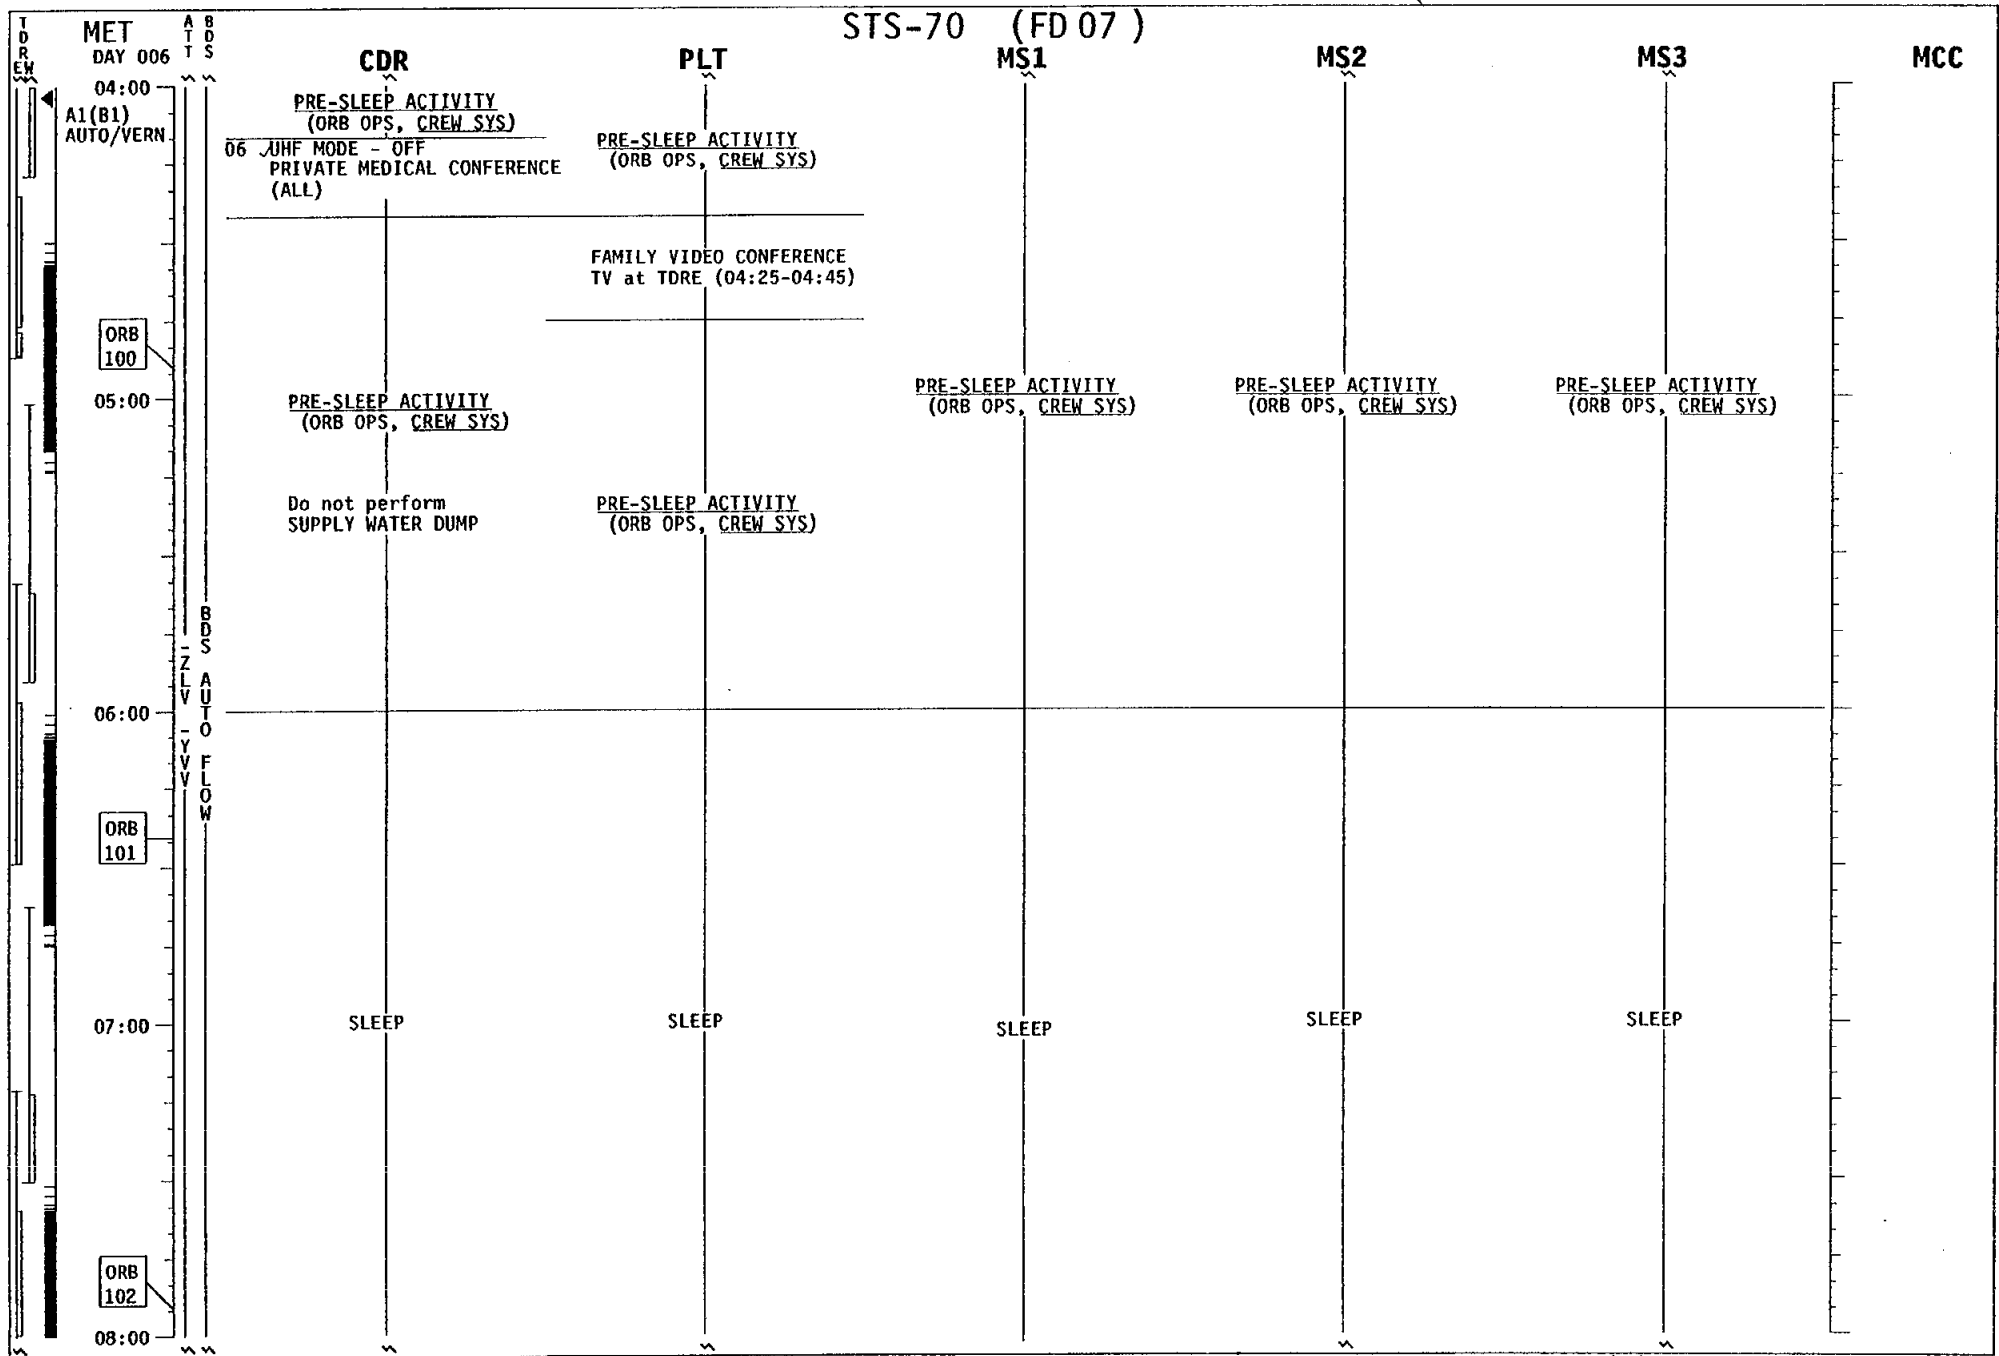 STS-70 (FD 07 )
TDRE W
MET
DAY 006
ATT
BDS
CDR
PLT
MS1
MS2
MS3
MCC
04:00
A1(B1)
AUTO/VERN
PRE-SLEEP ACTIVITY
(ORB OPS, CREW SYS)
06 √UHF MODE - OFF
PRIVATE MEDICAL CONFERENCE
(ALL)
PRE-SLEEP ACTIVITY
(ORB OPS, CREW SYS)
FAMILY VIDEO CONFERENCE
TV at TDRE (04:25-04:45)
ORB
100
05:00
PRE-SLEEP ACTIVITY
(ORB OPS, CREW SYS)
PRE-SLEEP ACTIVITY
(ORB OPS, CREW SYS)
PRE-SLEEP ACTIVITY
(ORB OPS, CREW SYS)
PRE-SLEEP ACTIVITY
(ORB OPS, CREW SYS)
Do not perform
SUPPLY WATER DUMP
PRE-SLEEP ACTIVITY
(ORB OPS, CREW SYS)
-ZLV -YVV
BDS AUTO FLOW
06:00
ORB
101
07:00
SLEEP
SLEEP
SLEEP
SLEEP
SLEEP
ORB
102
08:00